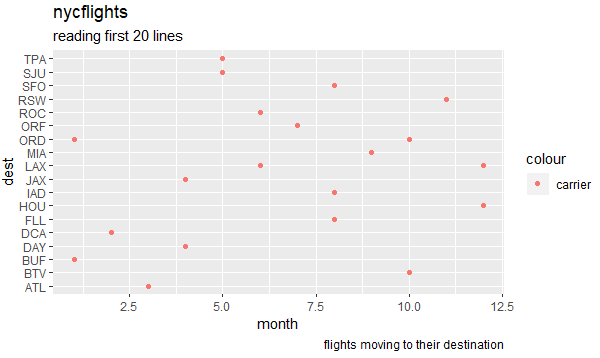 nycflights
reading first 20 lines
TPA
SJU
SFO
RSW
ROC
ORF
ORD
MIA
LAX
JAX
IAD
HOU
FLL
DCA
DAY
BUF
BTV
ATL
dest
2.5 5.0 7.5 10.0 12.5
month
colour
carrier
flights moving to their destination